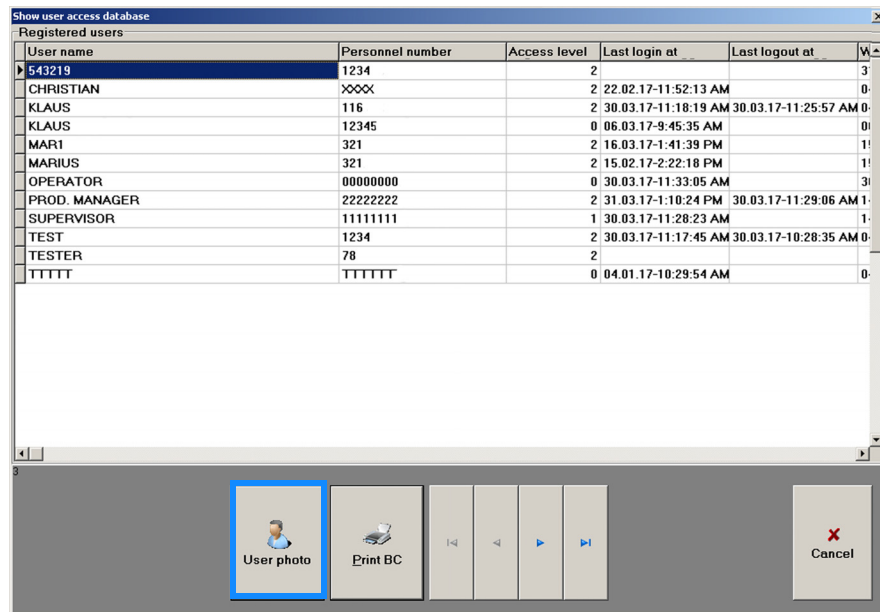 Show user access database
Registered users
User name Personnel number Access level Last login at Last logout at
543219 1234 2
CHRISTIAN XXXX 2 22.02.17-11:52:13 AM
KLAUS 116 2 30.03.17-11:18:19 AM 30.03.17-11:25:57 AM
KLAUS 12345 0 06.03.17-9:45:35 AM
MAR1 321 2 16.03.17-1:41:39 PM
MARIUS 321 2 15.02.17-2:22:18 PM
OPERATOR 00000000 0 30.03.17-11:33:05 AM
PROD. MANAGER 22222222 2 31.03.17-1:10:24 PM 30.03.17-11:29:06 AM
SUPERVISOR 11111111 1 30.03.17-11:28:23 AM
TEST 1234 2 30.03.17-11:17:45 AM 30.03.17-10:28:35 AM
TESTER 78 2
TTTTT TTTTTT 0 04.01.17-10:29:54 AM
3
User photo Print BC Cancel